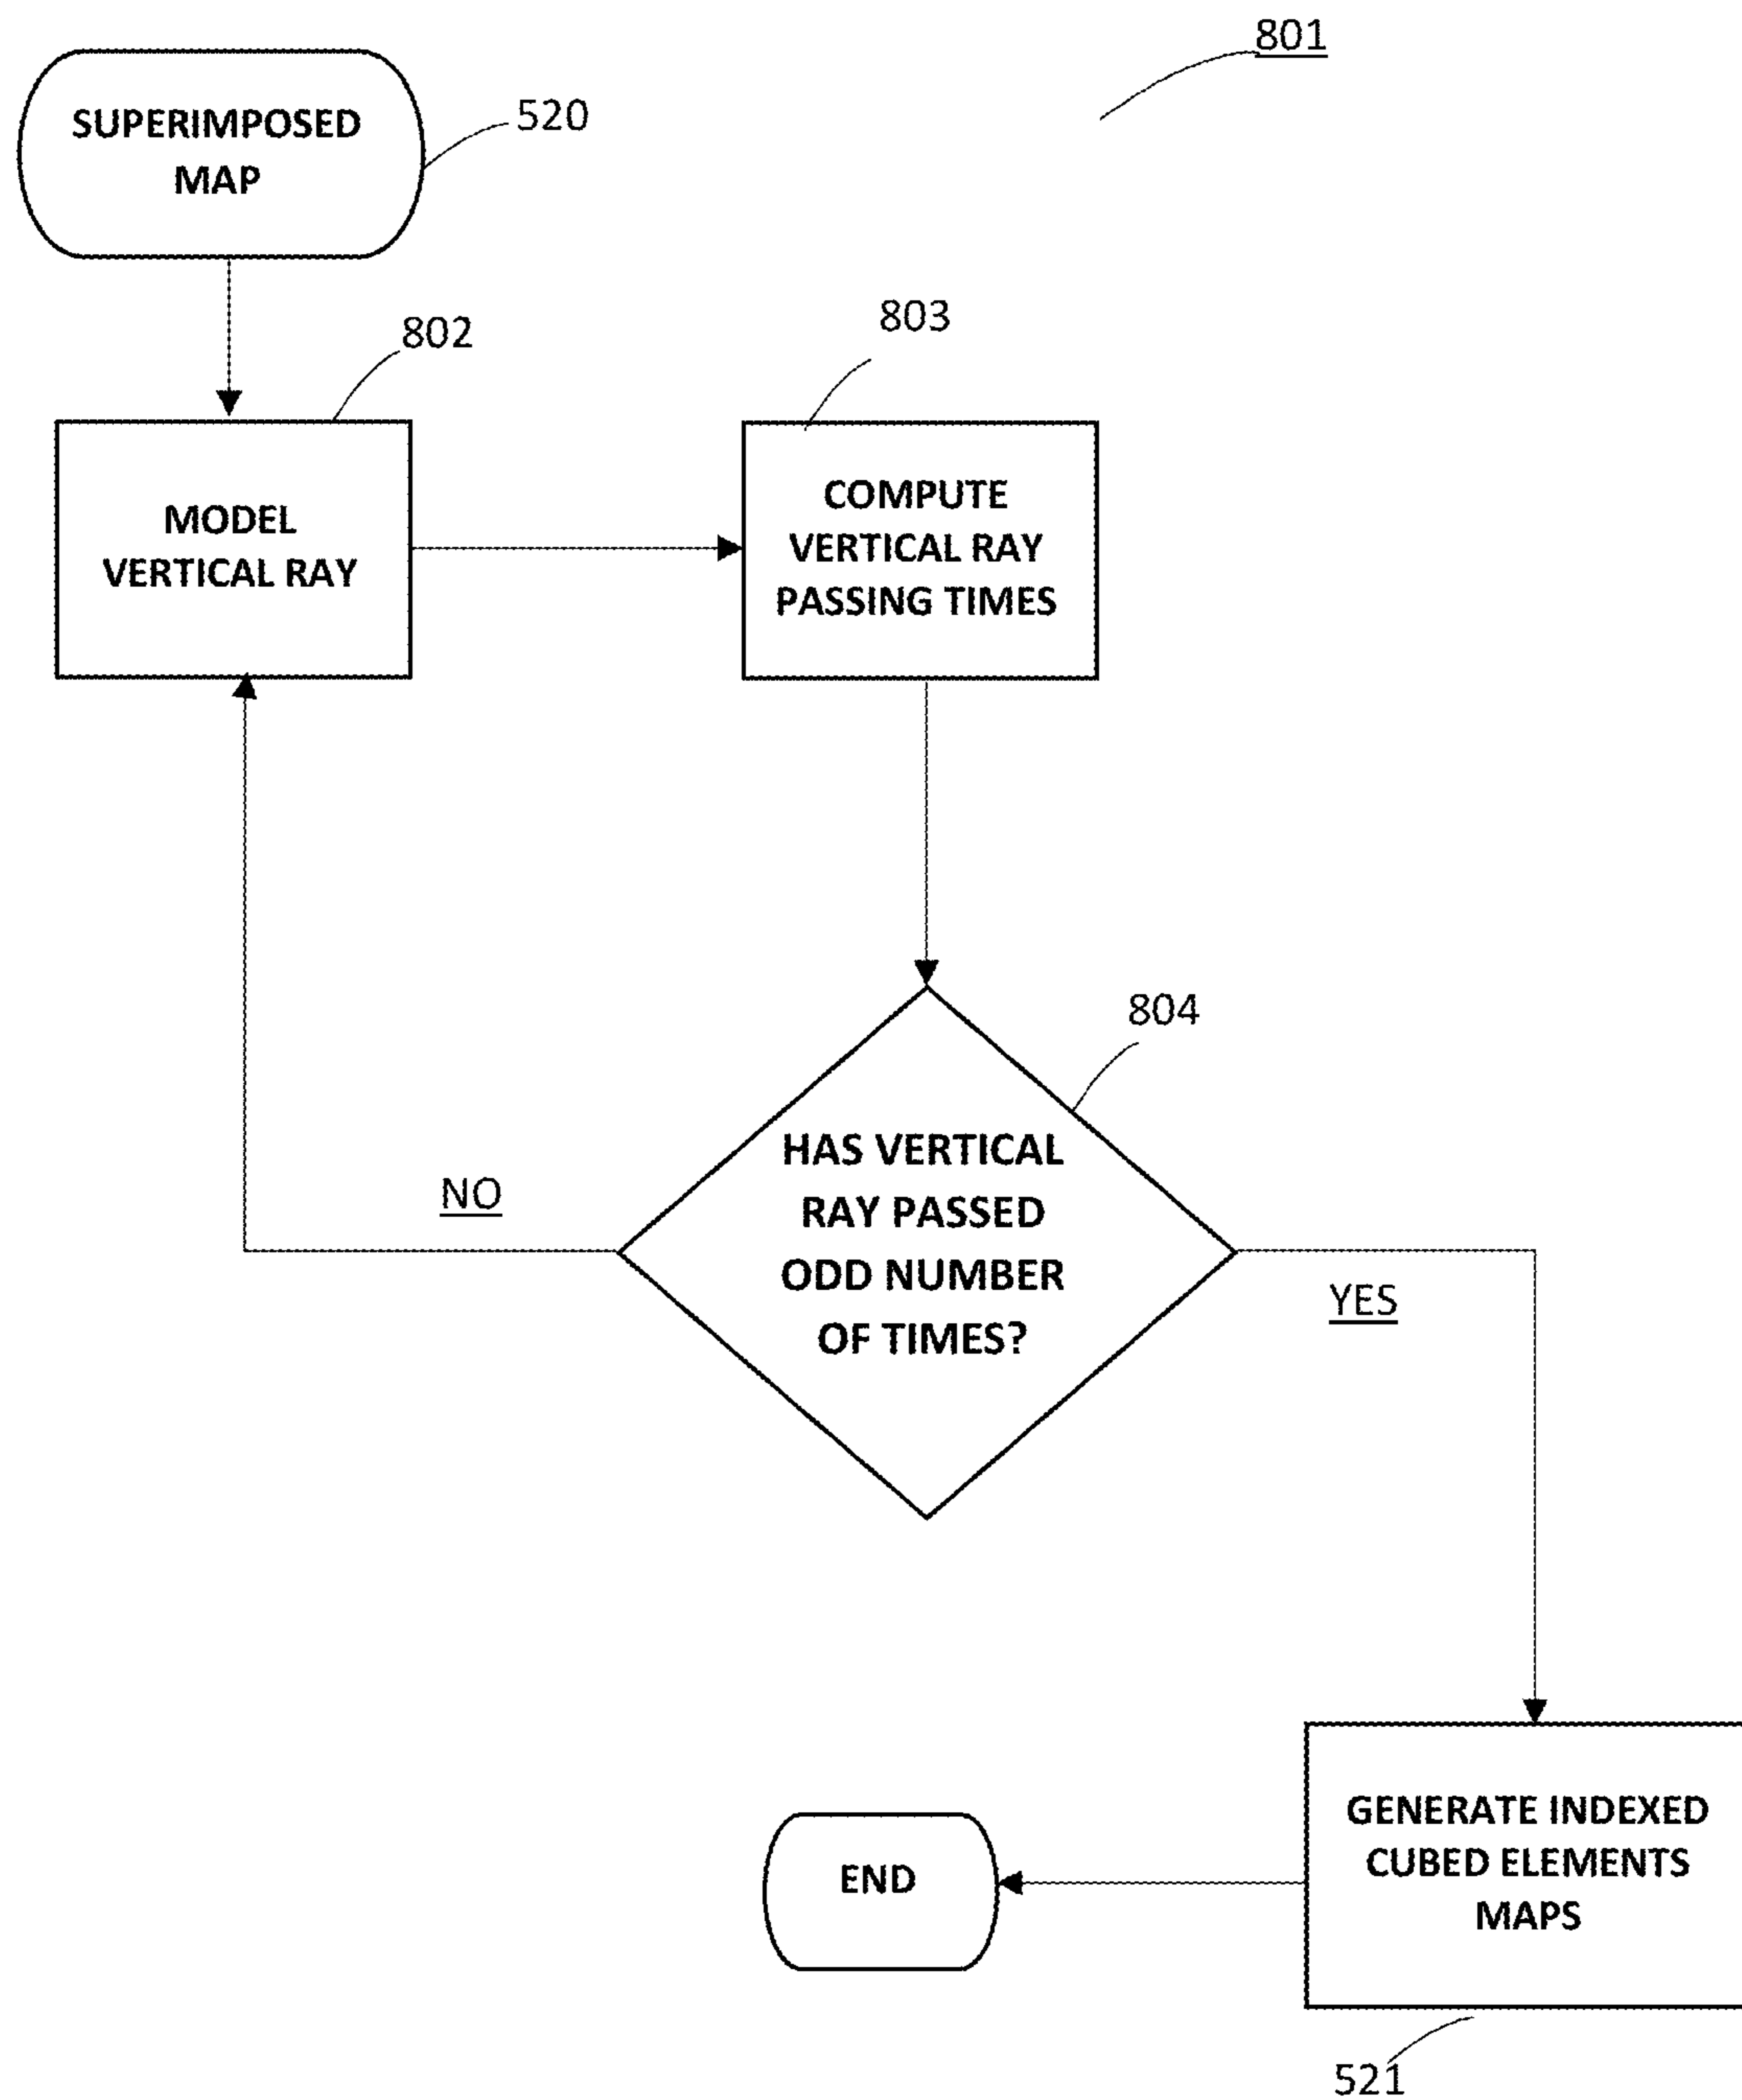 801
SUPERIMPOSED
MAP
520
802
803
MODEL
VERTICAL RAY
COMPUTE
VERTICAL RAY
PASSING TIMES
804
HAS VERTICAL
RAY PASSED
ODD NUMBER
OF TIMES?
NO
YES
GENERATE INDEXED
CUBED ELEMENTS
MAPS
END
521